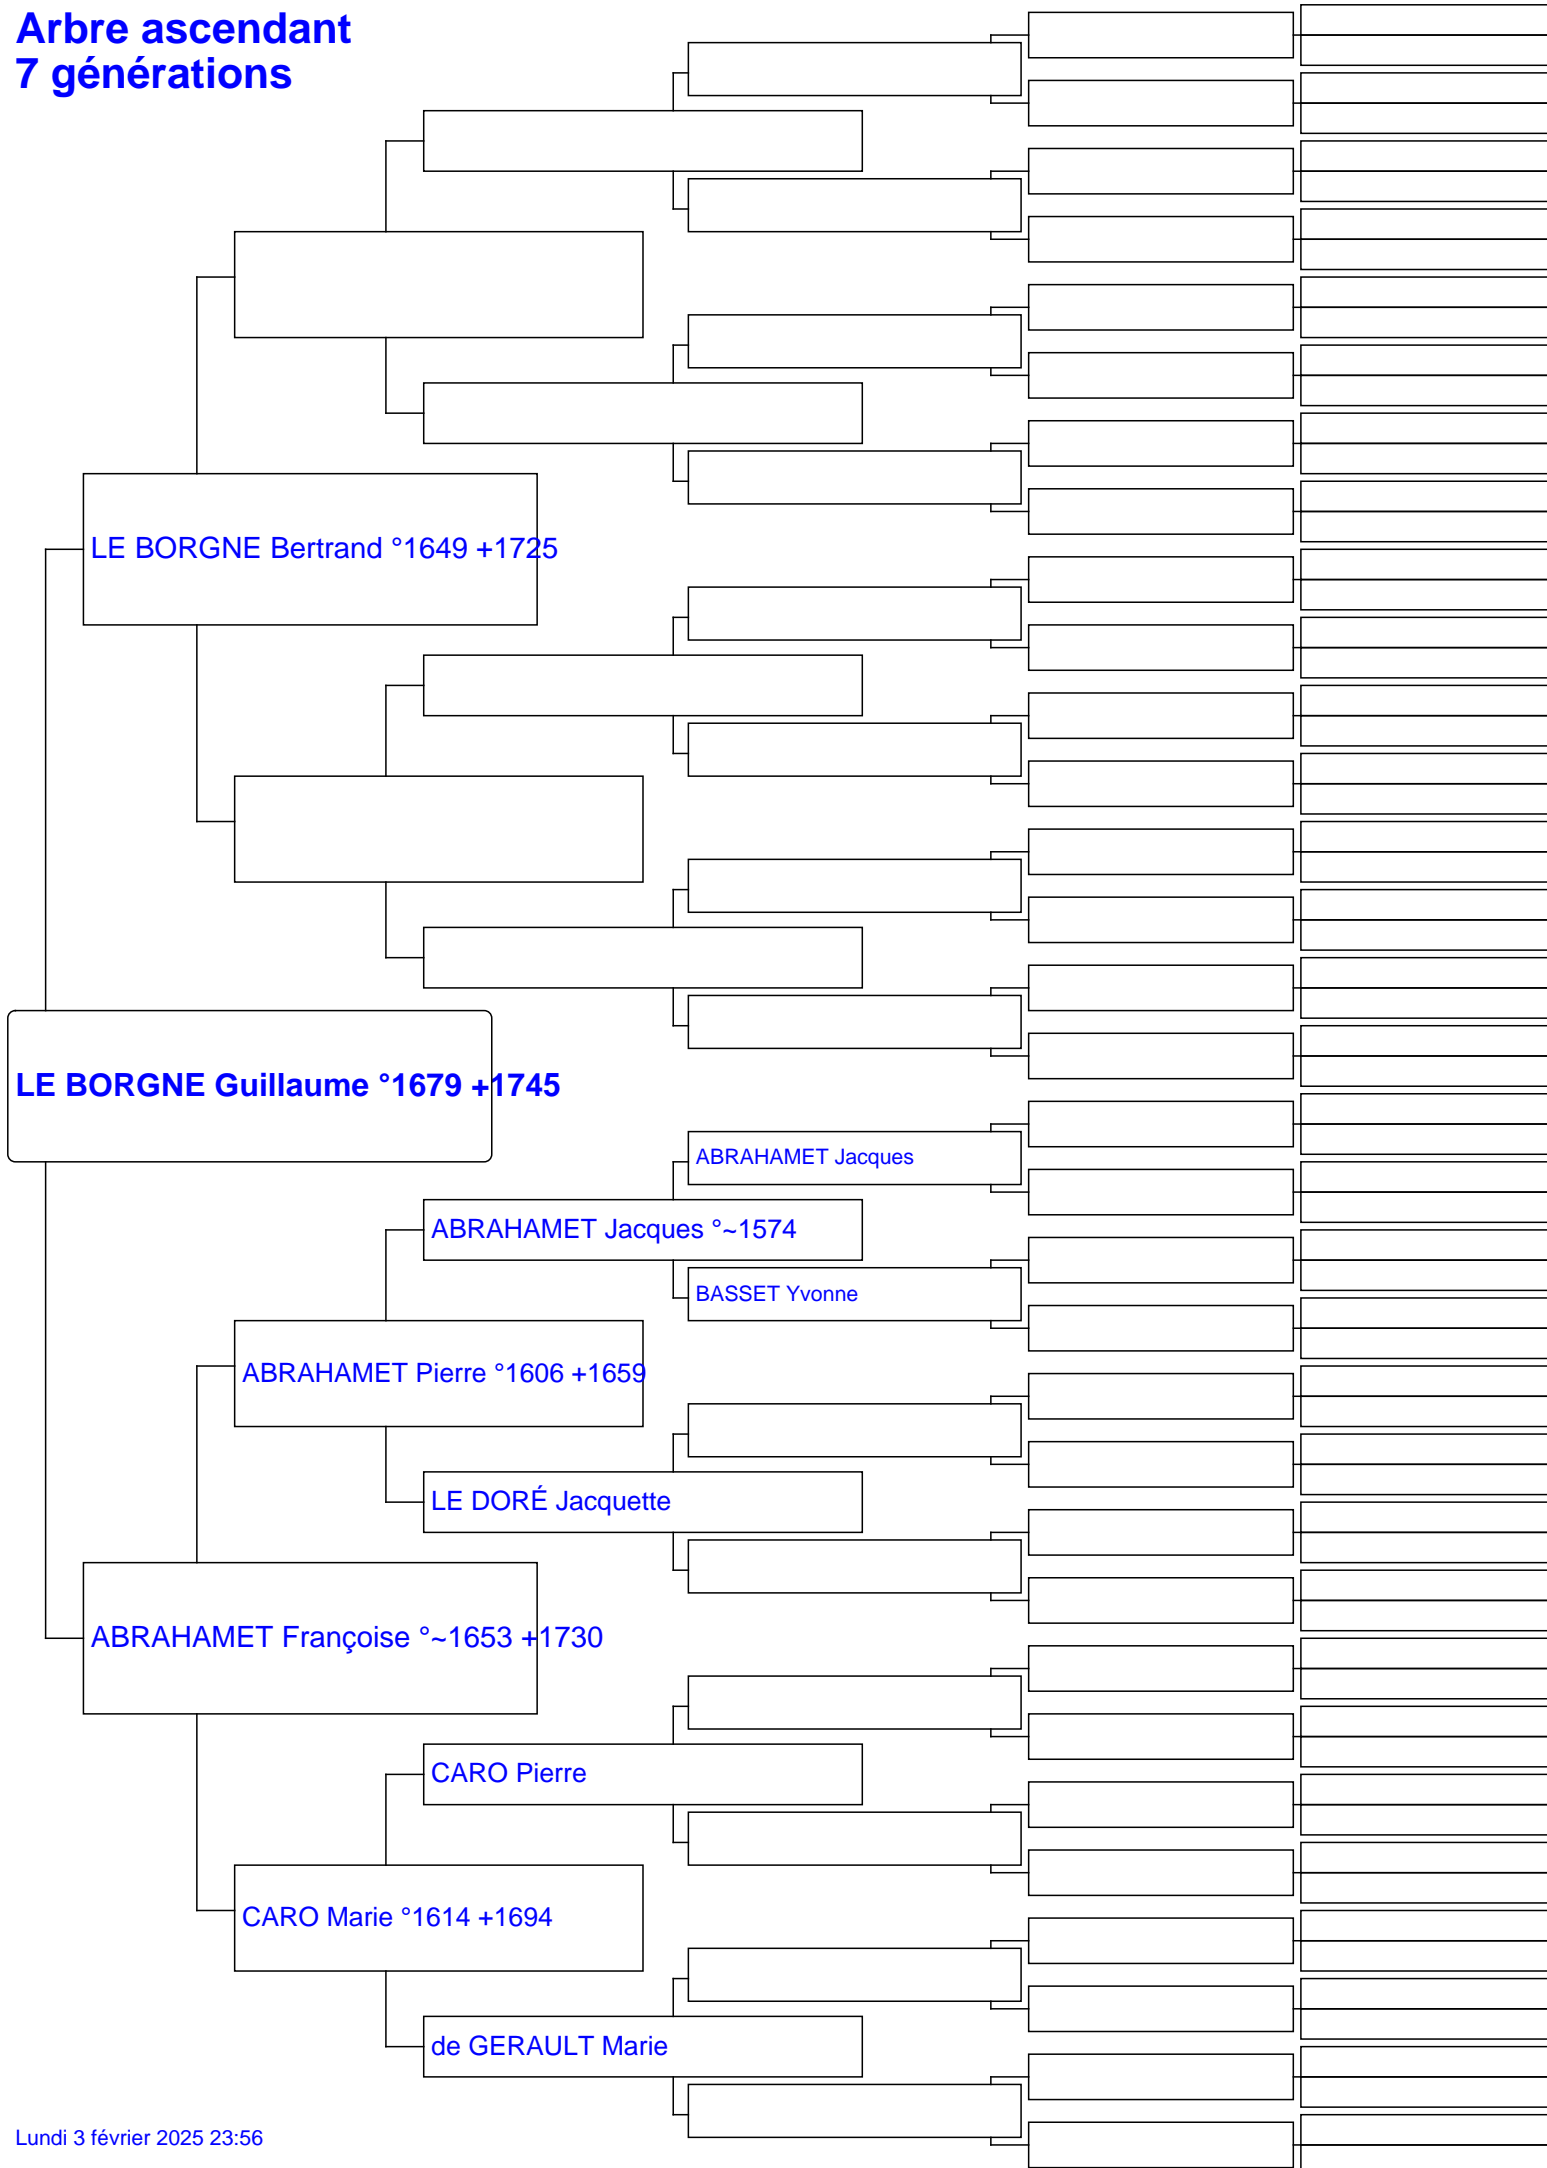 Arbre ascendant
7 générations
LE BORGNE Bertrand °1649 +1725
LE BORGNE Guillaume °1679 +1745
ABRAHAMET Jacques
ABRAHAMET Jacques °~1574
BASSET Yvonne
ABRAHAMET Pierre °1606 +1659
LE DORÉ Jacquette
ABRAHAMET Françoise °~1653 +1730
CARO Pierre
CARO Marie °1614 +1694
de GERAULT Marie
Lundi 3 février 2025 23:56